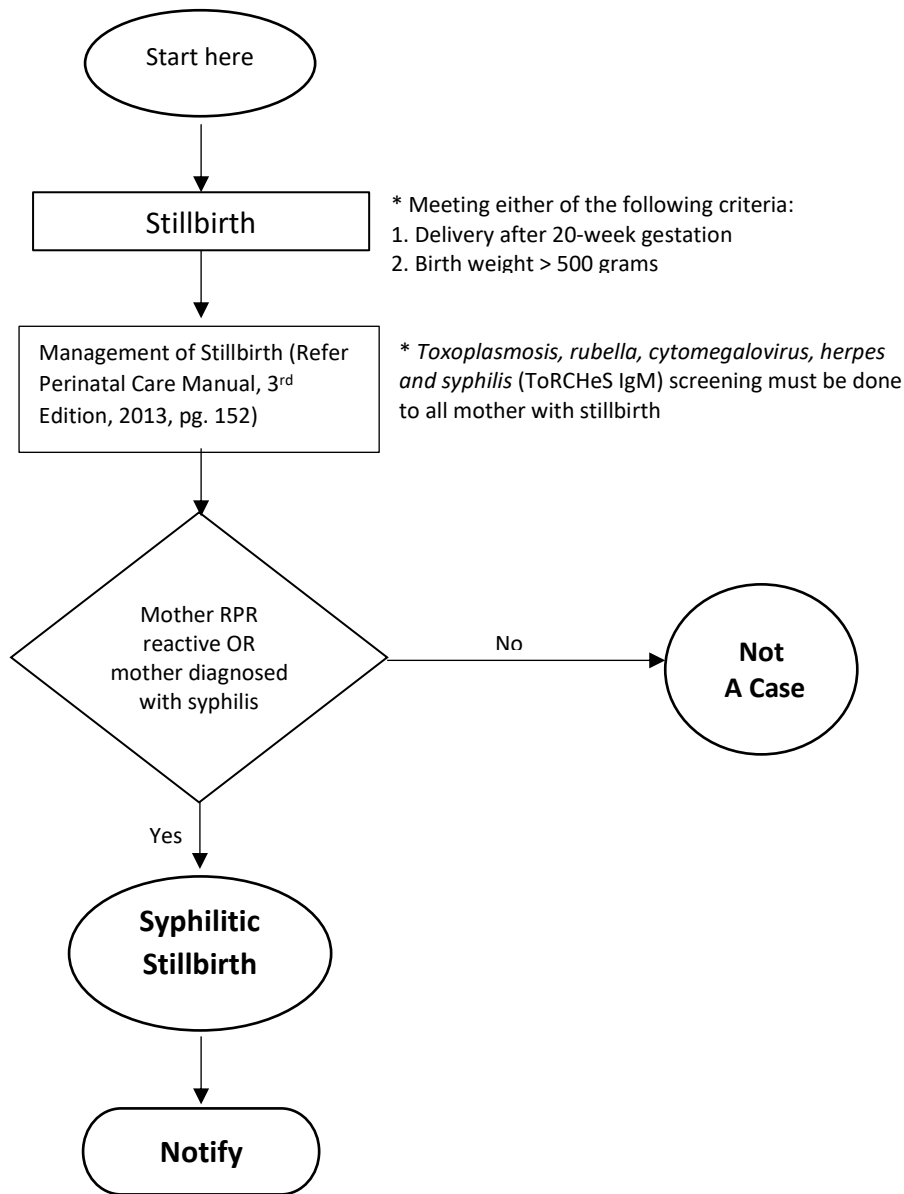 Start here
Stillbirth
* Meeting either of the following criteria:
1. Delivery after 20-week gestation
2. Birth weight > 500 grams
Management of Stillbirth (Refer
Perinatal Care Manual, 3rd
Edition, 2013, pg. 152)
* Toxoplasmosis, rubella, cytomegalovirus, herpes
and syphilis (ToRCHeS IgM) screening must be done
to all mother with stillbirth
Mother RPR
reactive OR
mother diagnosed
with syphilis
No
Not
A Case
Yes
Syphilitic
Stillbirth
Notify